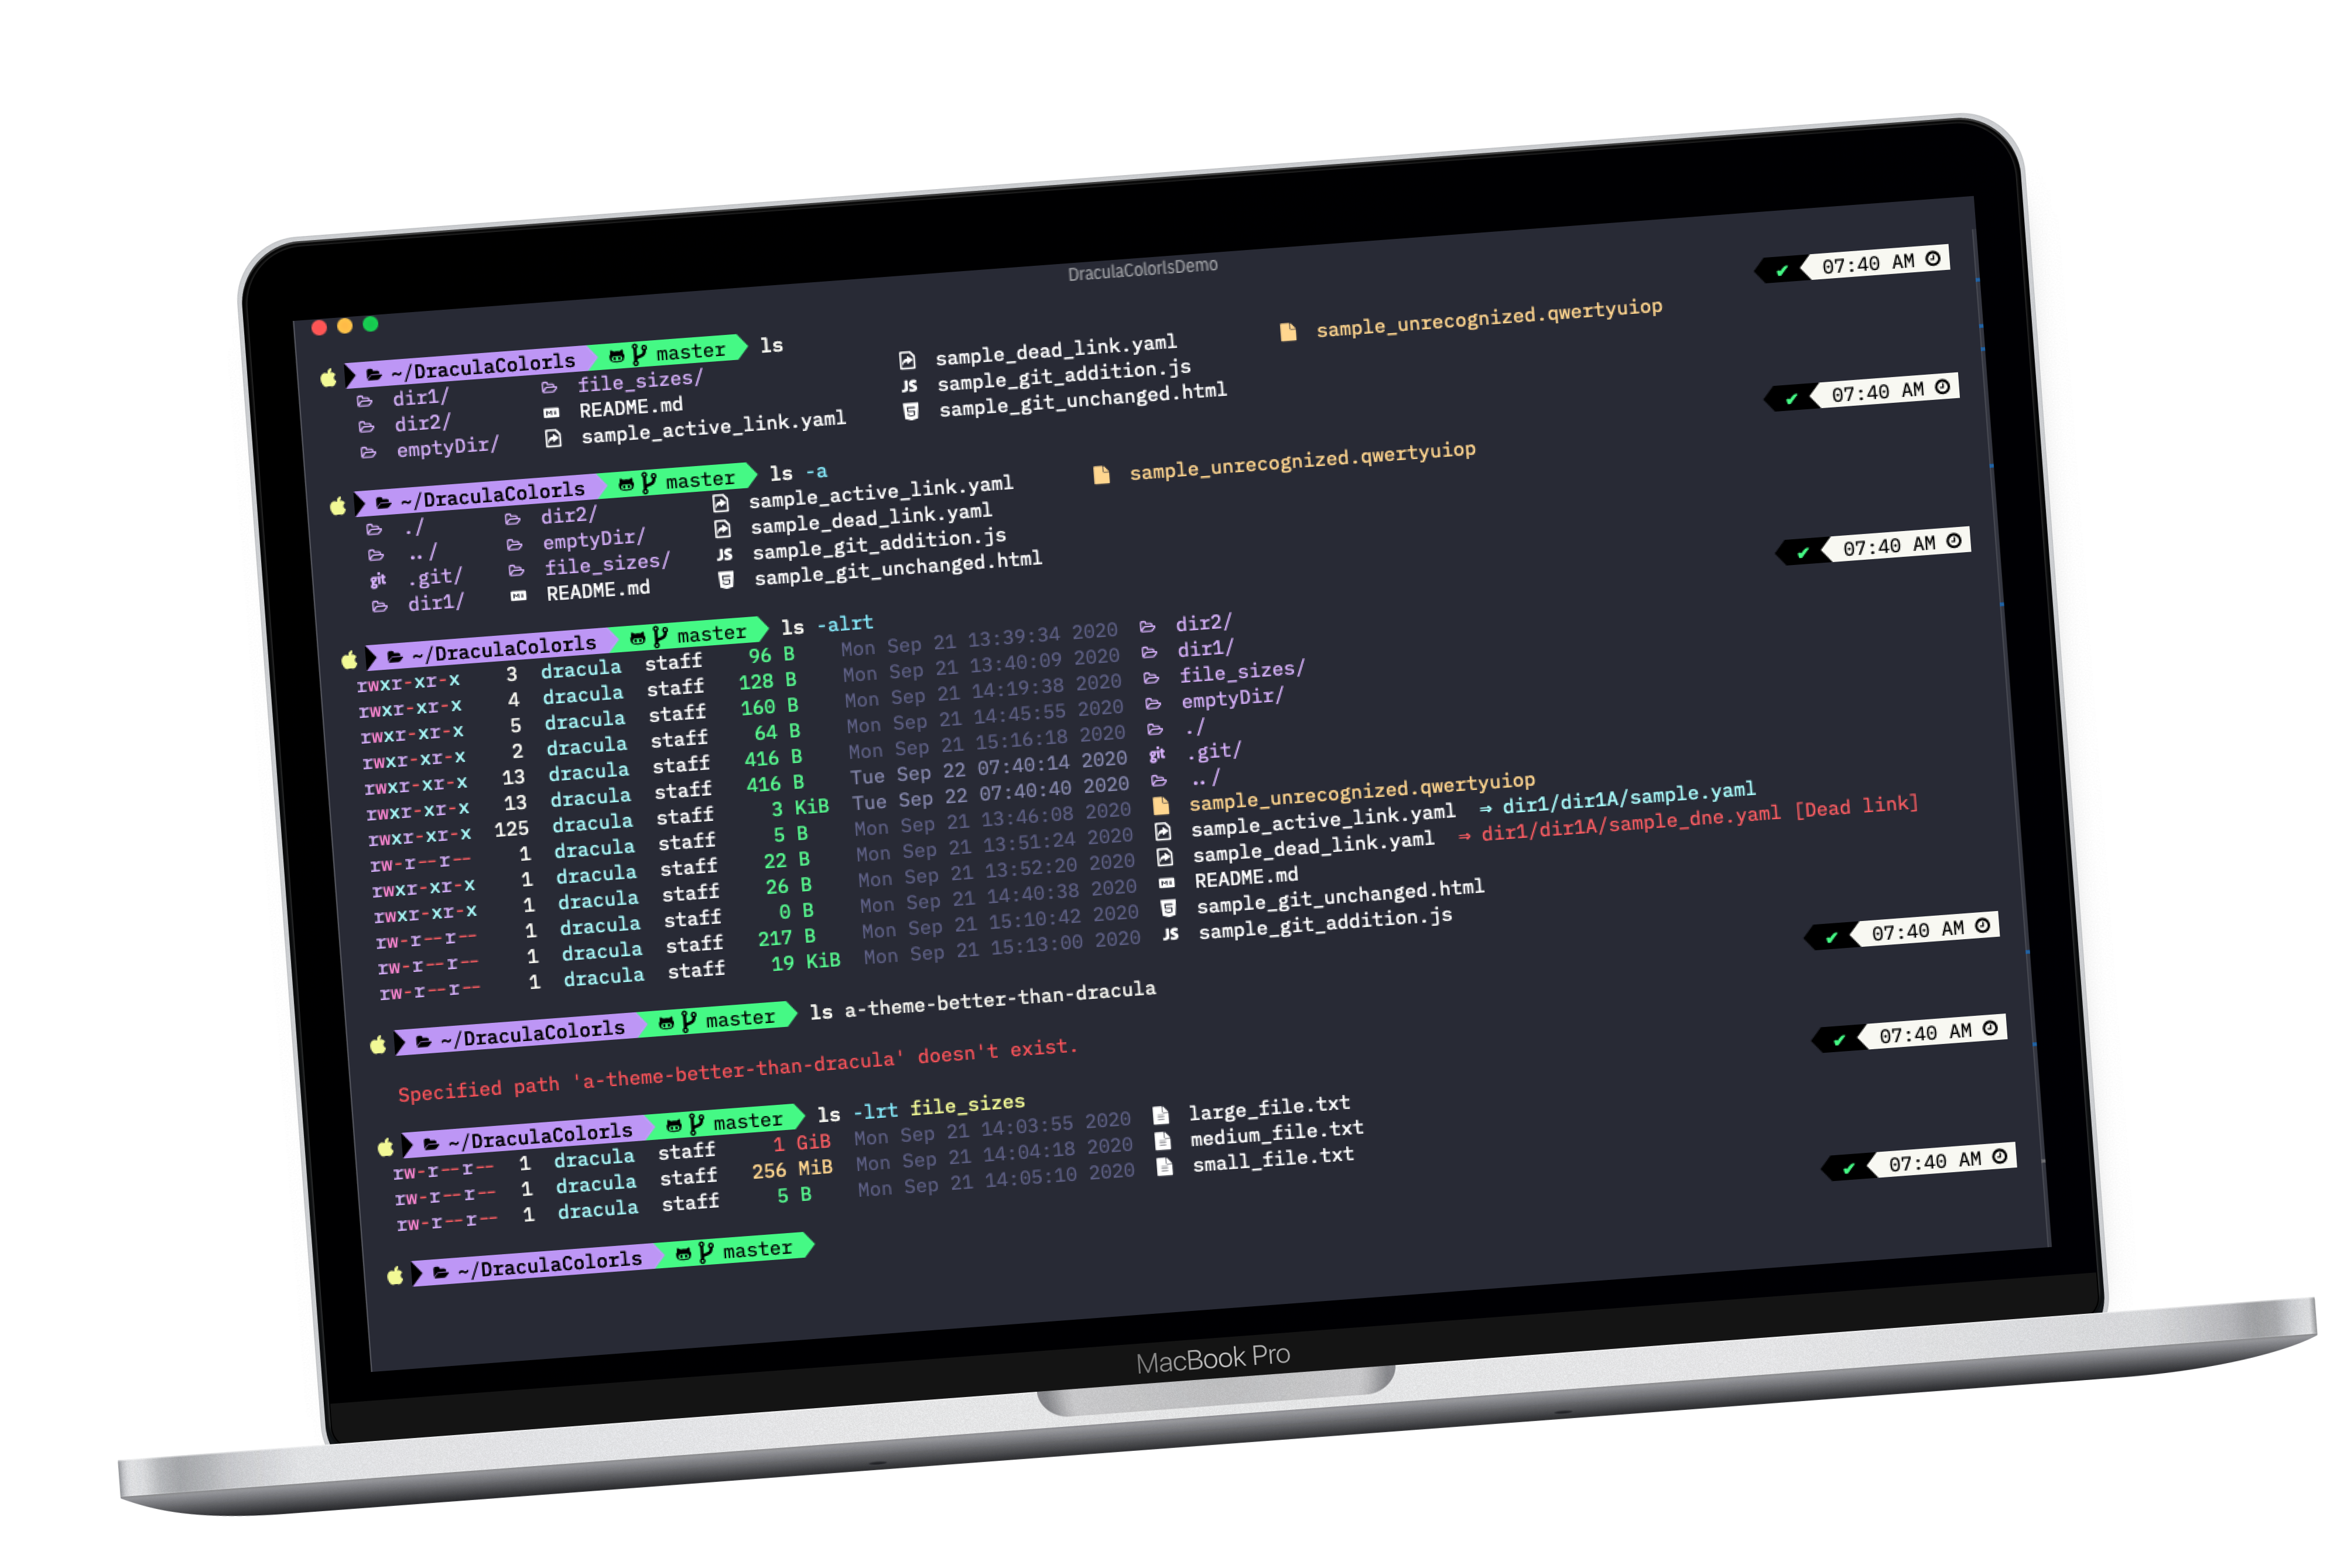 DraculaColorlsDemo
~/DraculaColorls master ls 07:40 AM
dir1/ file_sizes/ sample_dead_link.yaml sample_unrecognized.qwertyuiop
dir2/ README.md JS sample_git_addition.js
emptyDir/ sample_active_link.yaml sample_git_unchanged.html
~/DraculaColorls master ls -a 07:40 AM
./ dir2/ sample_active_link.yaml sample_unrecognized.qwertyuiop
../ emptyDir/ sample_dead_link.yaml
git .git/ file_sizes/ JS sample_git_addition.js
dir1/ README.md sample_git_unchanged.html
~/DraculaColorls master ls -alrt 07:40 AM
rwxr-xr-x 3 dracula staff 96 B Mon Sep 21 13:39:34 2020 dir2/
rwxr-xr-x 4 dracula staff 128 B Mon Sep 21 13:40:09 2020 dir1/
rwxr-xr-x 5 dracula staff 160 B Mon Sep 21 14:19:38 2020 file_sizes/
rwxr-xr-x 2 dracula staff 64 B Mon Sep 21 14:45:55 2020 emptyDir/
rwxr-xr-x 13 dracula staff 416 B Mon Sep 21 15:16:18 2020 ./
rwxr-xr-x 13 dracula staff 416 B Tue Sep 22 07:40:14 2020 git .git/
rwxr-xr-x 125 dracula staff 3 KiB Tue Sep 22 07:40:40 2020 ../
rw-r--r-- 1 dracula staff 5 B Mon Sep 21 13:46:08 2020 sample_unrecognized.qwertyuiop
rwxr-xr-x 1 dracula staff 22 B Mon Sep 21 13:51:24 2020 sample_active_link.yaml ⇒ dir1/dir1A/sample.yaml
rwxr-xr-x 1 dracula staff 26 B Mon Sep 21 13:52:20 2020 sample_dead_link.yaml ⇒ dir1/dir1A/sample_dne.yaml [Dead link]
rw-r--r-- 1 dracula staff 0 B Mon Sep 21 14:40:38 2020 README.md
rw-r--r-- 1 dracula staff 217 B Mon Sep 21 15:10:42 2020 sample_git_unchanged.html
rw-r--r-- 1 dracula staff 19 KiB Mon Sep 21 15:13:00 2020 JS sample_git_addition.js
~/DraculaColorls master ls a-theme-better-than-dracula 07:40 AM
Specified path 'a-theme-better-than-dracula' doesn't exist.
~/DraculaColorls master ls -lrt file_sizes 07:40 AM
rw-r--r-- 1 dracula staff 1 GiB Mon Sep 21 14:03:55 2020 large_file.txt
rw-r--r-- 1 dracula staff 256 MiB Mon Sep 21 14:04:18 2020 medium_file.txt
rw-r--r-- 1 dracula staff 5 B Mon Sep 21 14:05:10 2020 small_file.txt
~/DraculaColorls master 07:40 AM
MacBook Pro